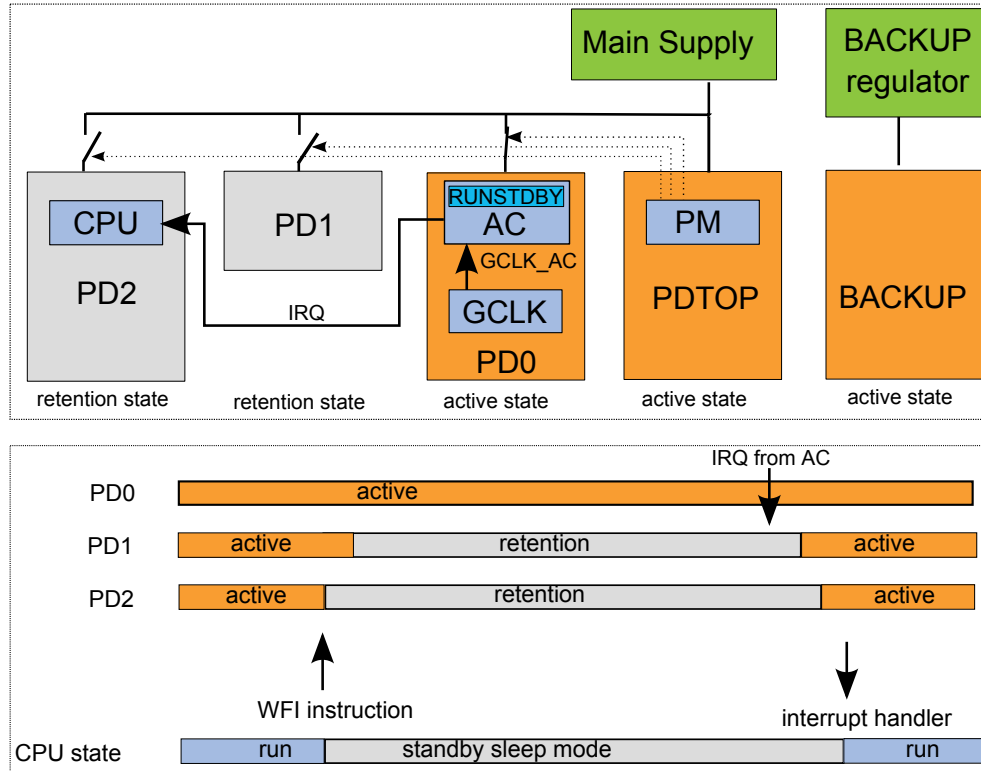 Main Supply
BACKUP
regulator
CPU
PD2
PD1
RUNSTDBY
AC
GCLK_AC
GCLK
PD0
IRQ
PM
PDTOP
BACKUP
retention state
retention state
active state
active state
active state
IRQ from AC
PD0
active
PD1
active
retention
active
PD2
active
retention
active
WFI instruction
interrupt handler
CPU state
run
standby sleep mode
run